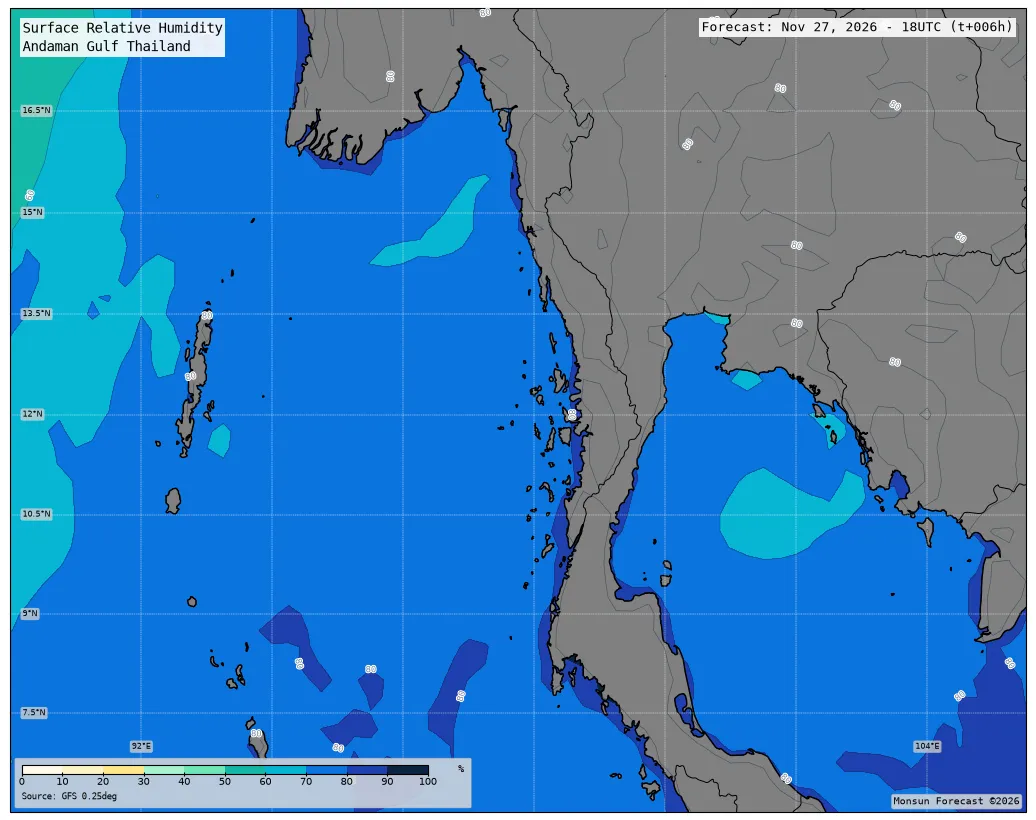 Surface Relative Humidity
Andaman Gulf Thailand
Forecast: Nov 27, 2026 - 18UTC (t+006h)
80
80
80
80
16.5°N
80
60
15°N
80
80
13.5°N
80
80
80
80
12°N
80
10.5°N
9°N
80
80
80
80
80
7.5°N
80
80
92°E
104°E
80
%
0 10 20 30 40 50 60 70 80 90 100
Source: GFS 0.25deg
Monsun Forecast ©2026